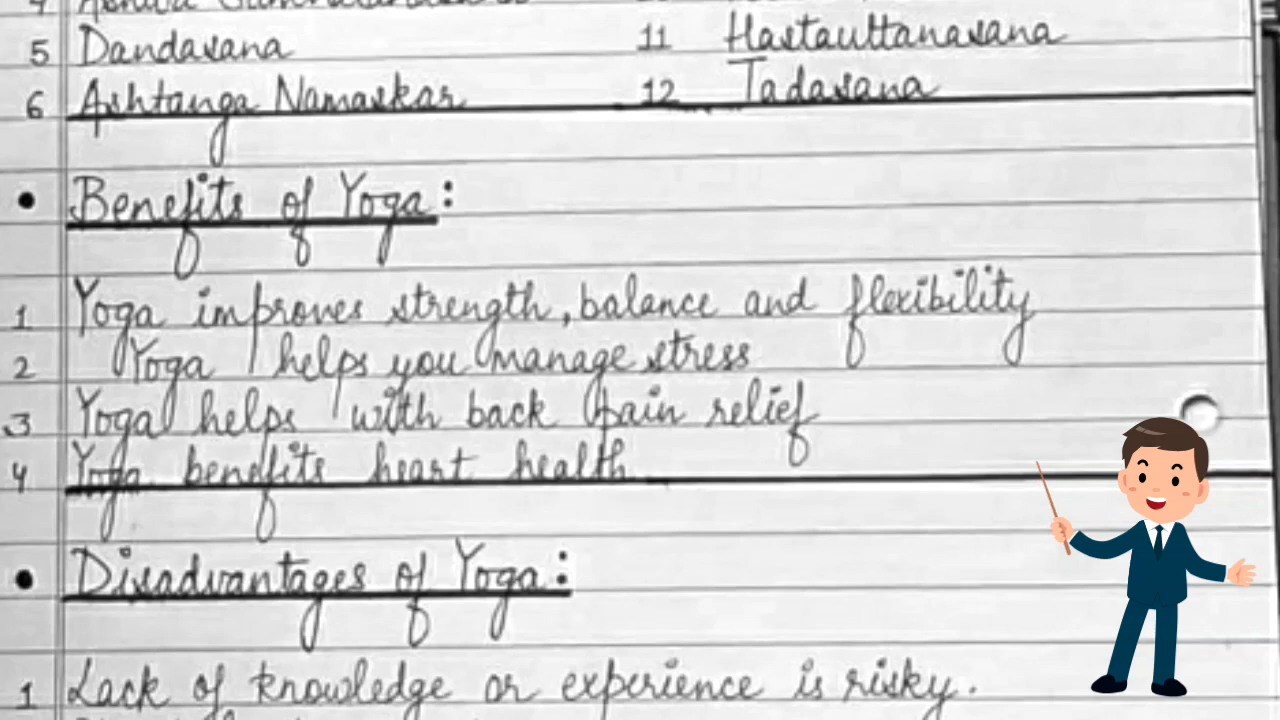 4 Ashwa
5 Dandasana 11 Hastauttanasana
6 Ashtanga Namaskar 12 Tadasana
• Benefits of Yoga:
1 Yoga improves strength, balance and flexibility
2 Yoga helps you manage stress
3 Yoga helps with back pain relief
4 Yoga benefits heart health
• Disadvantages of Yoga:
1 Lack of knowledge or experience is risky.